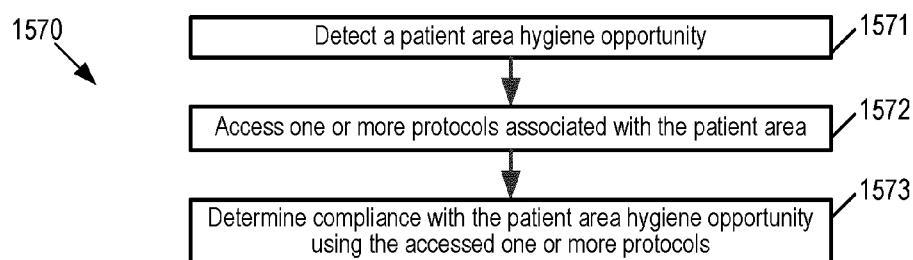 1570
Detect a patient area hygiene opportunity
1571
Access one or more protocols associated with the patient area
1572
Determine compliance with the patient area hygiene opportunity
using the accessed one or more protocols
1573